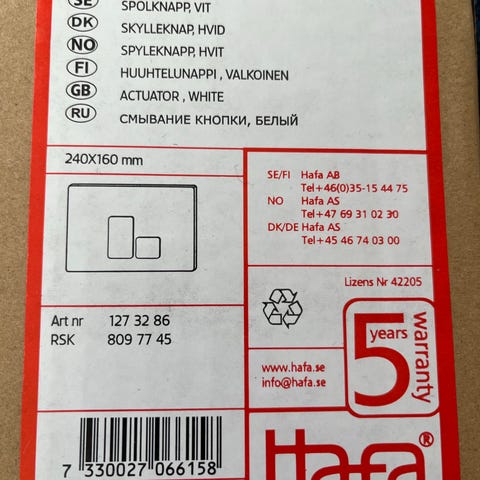 SE SPOLKNAPP, VIT
DK SKYLLEKNAP, HVID
NO SPYLEKNAPP, HVIT
FI HUUHTELUNAPPI , VALKOINEN
GB ACTUATOR , WHITE
RU СМЫВАНИЕ КНОПКИ, БЕЛЫЙ
240X160 mm
SE/FI Hafa AB
Tel+46(0)35-15 44 75
NO Hafa AS
Tel+47 69 31 02 30
DK/DE Hafa AS
Tel+45 46 74 03 00
Lizens Nr 42205
Art nr 127 32 86
RSK 809 77 45
5 years warranty
www.hafa.se
info@hafa.se
7 330027 066158
Hafa®